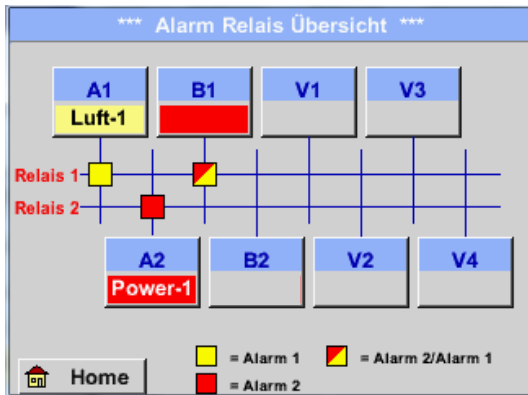 *** Alarm Relais Übersicht ***
A1 B1 V1 V3
Luft-1
Relais 1
Relais 2
A2 B2 V2 V4
Power-1
= Alarm 1 = Alarm 2/Alarm 1
= Alarm 2
Home